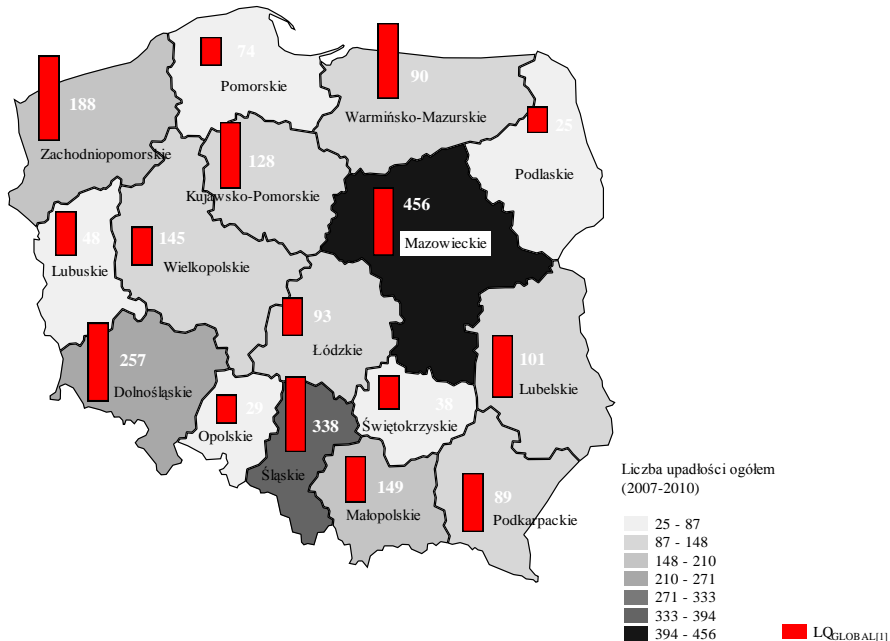 74
Pomorskie
90
Warmińsko-Mazurskie
188
Zachodniopomorskie
25
Podlaskie
128
Kujawsko-Pomorskie
456
Mazowieckie
48
Lubuskie
145
Wielkopolskie
93
Łódzkie
257
Dolnośląskie
101
Lubelskie
29
Opolskie
338
Śląskie
38
Świętokrzyskie
149
Małopolskie
89
Podkarpackie
Liczba upadłości ogółem
(2007-2010)
25 - 87
87 - 148
148 - 210
210 - 271
271 - 333
333 - 394
394 - 456
LQGLOBAL[1]